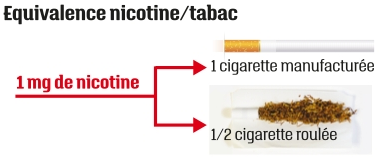 Equivalence nicotine/tabac
1 mg de nicotine
1 cigarette manufacturée
1/2 cigarette roulée